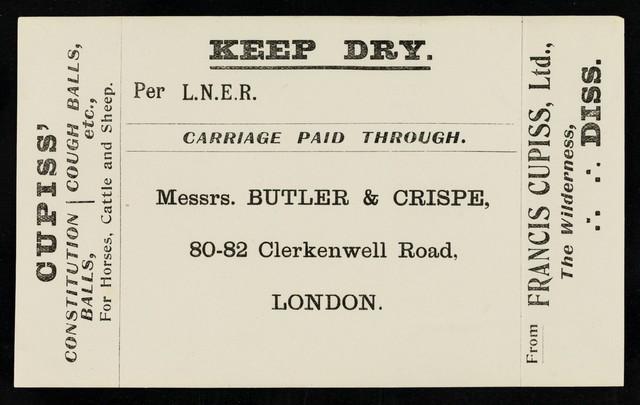 CUPISS'
CONSTITUTION | COUGH BALLS,
BALLS, etc.,
For Horses, Cattle and Sheep.
KEEP DRY.
Per L.N.E.R.
CARRIAGE PAID THROUGH.
Messrs. BUTLER & CRISPE,
80-82 Clerkenwell Road,
LONDON.
From FRANCIS CUPISS, Ltd.,
The Wilderness,
∴ ∴ DISS.